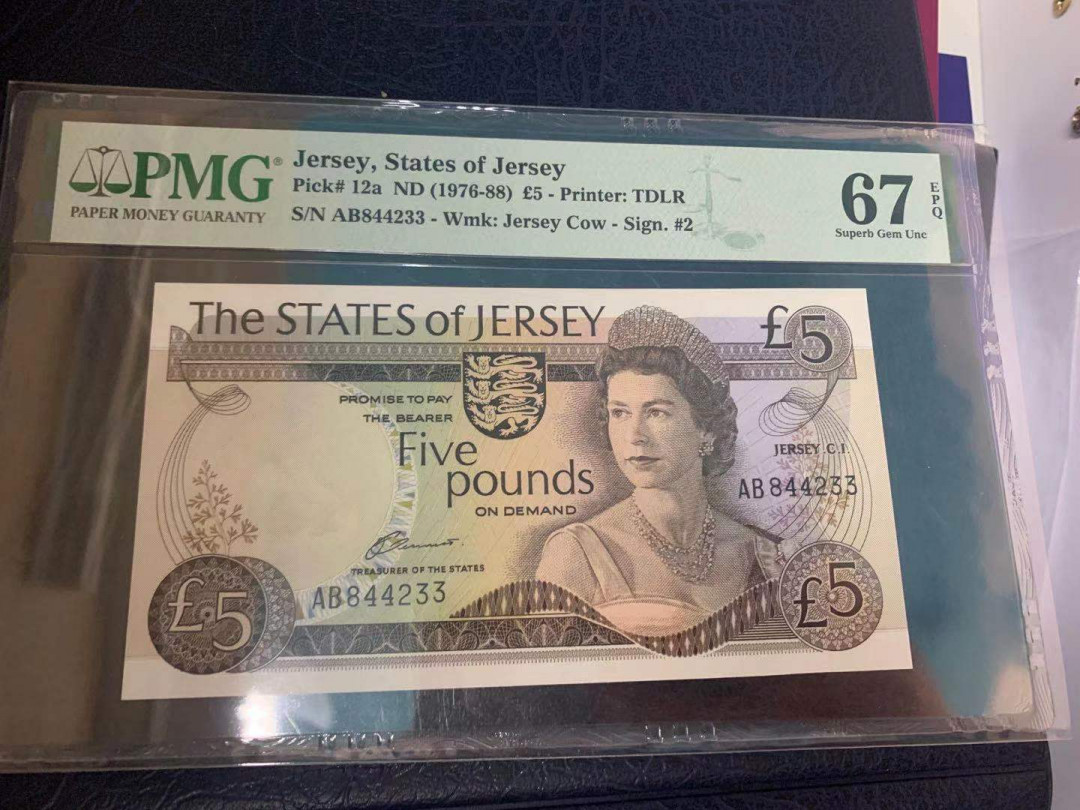 PMG®
PAPER MONEY GUARANTY
Jersey, States of Jersey
Pick# 12a ND (1976-88) £5 - Printer: TDLR
S/N AB844233 - Wmk: Jersey Cow - Sign. #2
67
EPQ
Superb Gem Unc
The STATES of JERSEY
£5
PROMISE TO PAY
THE BEARER
Five
pounds
ON DEMAND
JERSEY C.I.
AB 844233
TREASURER OF THE STATES
AB844233
£5
£5